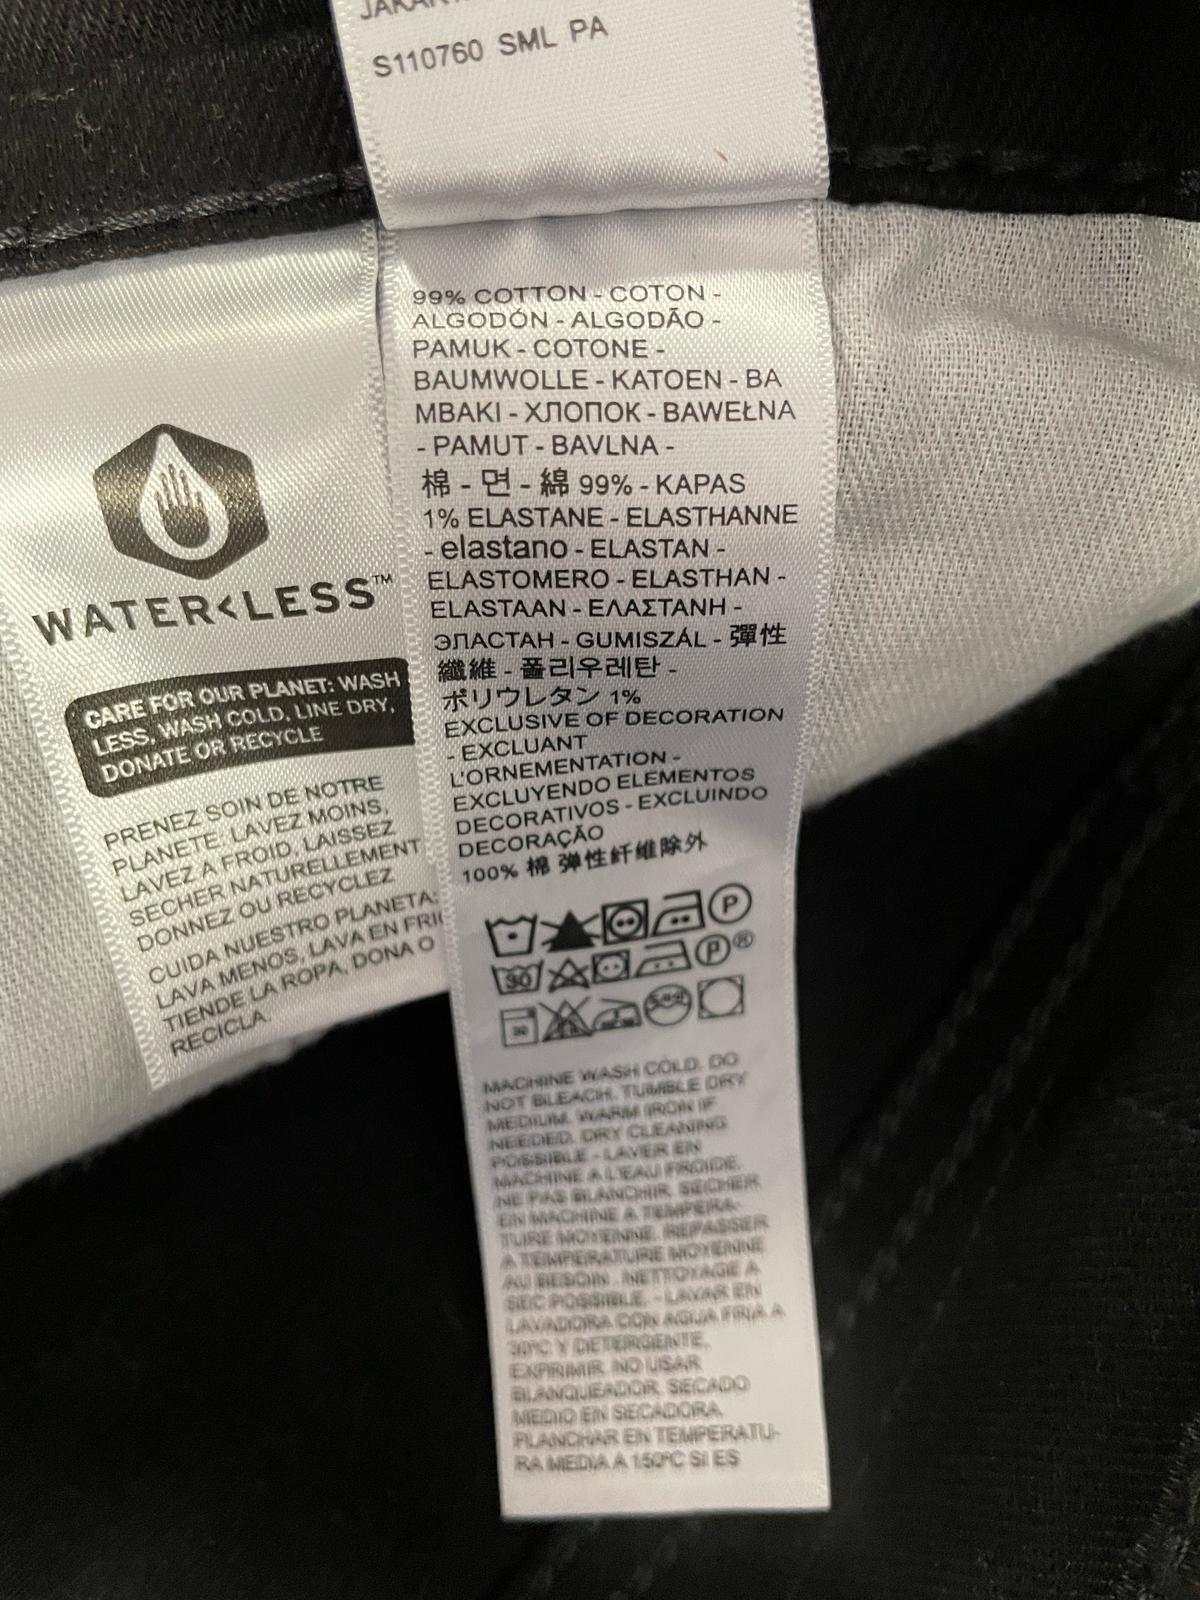 S110760 SML PA
99% COTTON - COTON -
ALGODÓN - ALGODÃO -
PAMUK - COTONE -
BAUMWOLLE - KATOEN - BA
MBAKI - ХЛОПОК - BAWEŁNA
- PAMUT - BAVLNA -
棉 - 면 - 綿 99% - KAPAS
1% ELASTANE - ELASTHANNE
- elastano - ELASTAN -
ELASTOMERO - ELASTHAN -
ELASTAAN - ΕΛΑΣΤΑΝΗ -
ЭЛАСТАН - GUMISZÁL - 彈性
纖維 - 폴리우레탄 -
ポリウレタン 1%
EXCLUSIVE OF DECORATION
- EXCLUANT
L'ORNEMENTATION -
EXCLUYENDO ELEMENTOS
DECORATIVOS - EXCLUINDO
DECORAÇÃO
100% 棉 弹性纤维除外
P
30 P®
30
MACHINE WASH COLD. DO
NOT BLEACH. TUMBLE DRY
MEDIUM. WARM IRON IF
NEEDED. DRY CLEANING
POSSIBLE - LAVER EN
MACHINE A L'EAU FROIDE.
NE PAS BLANCHIR. SECHER
EN MACHINE A TEMPERA-
TURE MOYENNE. REPASSER
A TEMPERATURE MOYENNE
AU BESOIN . NETTOYAGE A
SEC POSSIBLE. - LAVAR EN
LAVADORA CON AGUA FRIA A
30°C Y DETERGENTE,
EXPRIMIR. NO USAR
BLANQUEADOR. SECADO
MEDIO EN SECADORA.
PLANCHAR EN TEMPERATU-
RA MEDIA A 150°C SI ES
WATER<LESS™
CARE FOR OUR PLANET: WASH
LESS, WASH COLD, LINE DRY,
DONATE OR RECYCLE
PRENEZ SOIN DE NOTRE
PLANETE. LAVEZ MOINS,
LAVEZ A FROID, LAISSEZ
SECHER NATURELLEMENT
DONNEZ OU RECYCLEZ
CUIDA NUESTRO PLANETA:
LAVA MENOS, LAVA EN
TIENDE LA ROPA, DONA O
RECICLA.